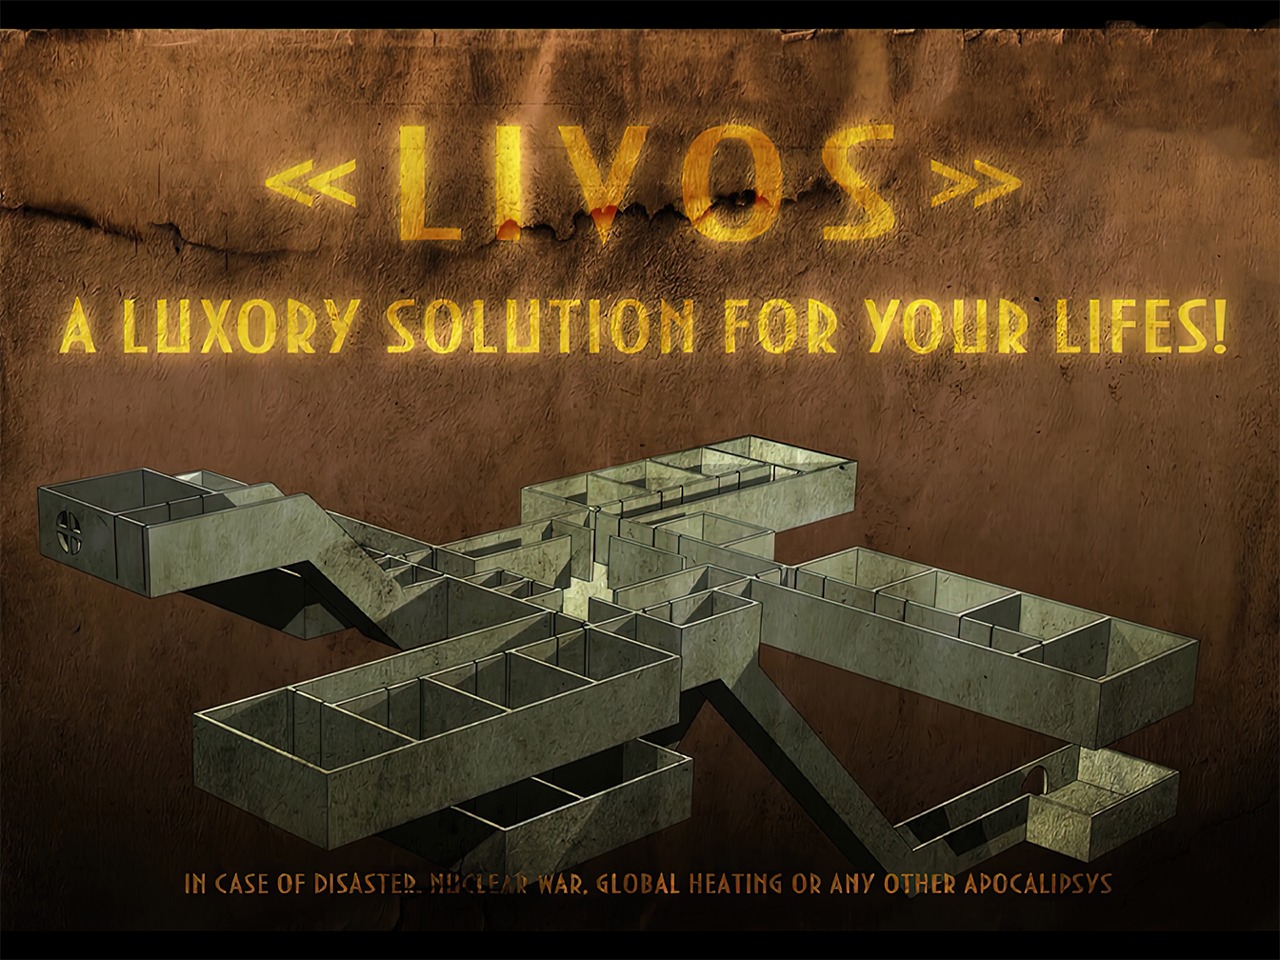 « LIVOS »
A LUXORY SOLUTION FOR YOUR LIFES!
IN CASE OF DISASTER, NUCLEAR WAR, GLOBAL HEATING OR ANY OTHER APOCALIPSYS